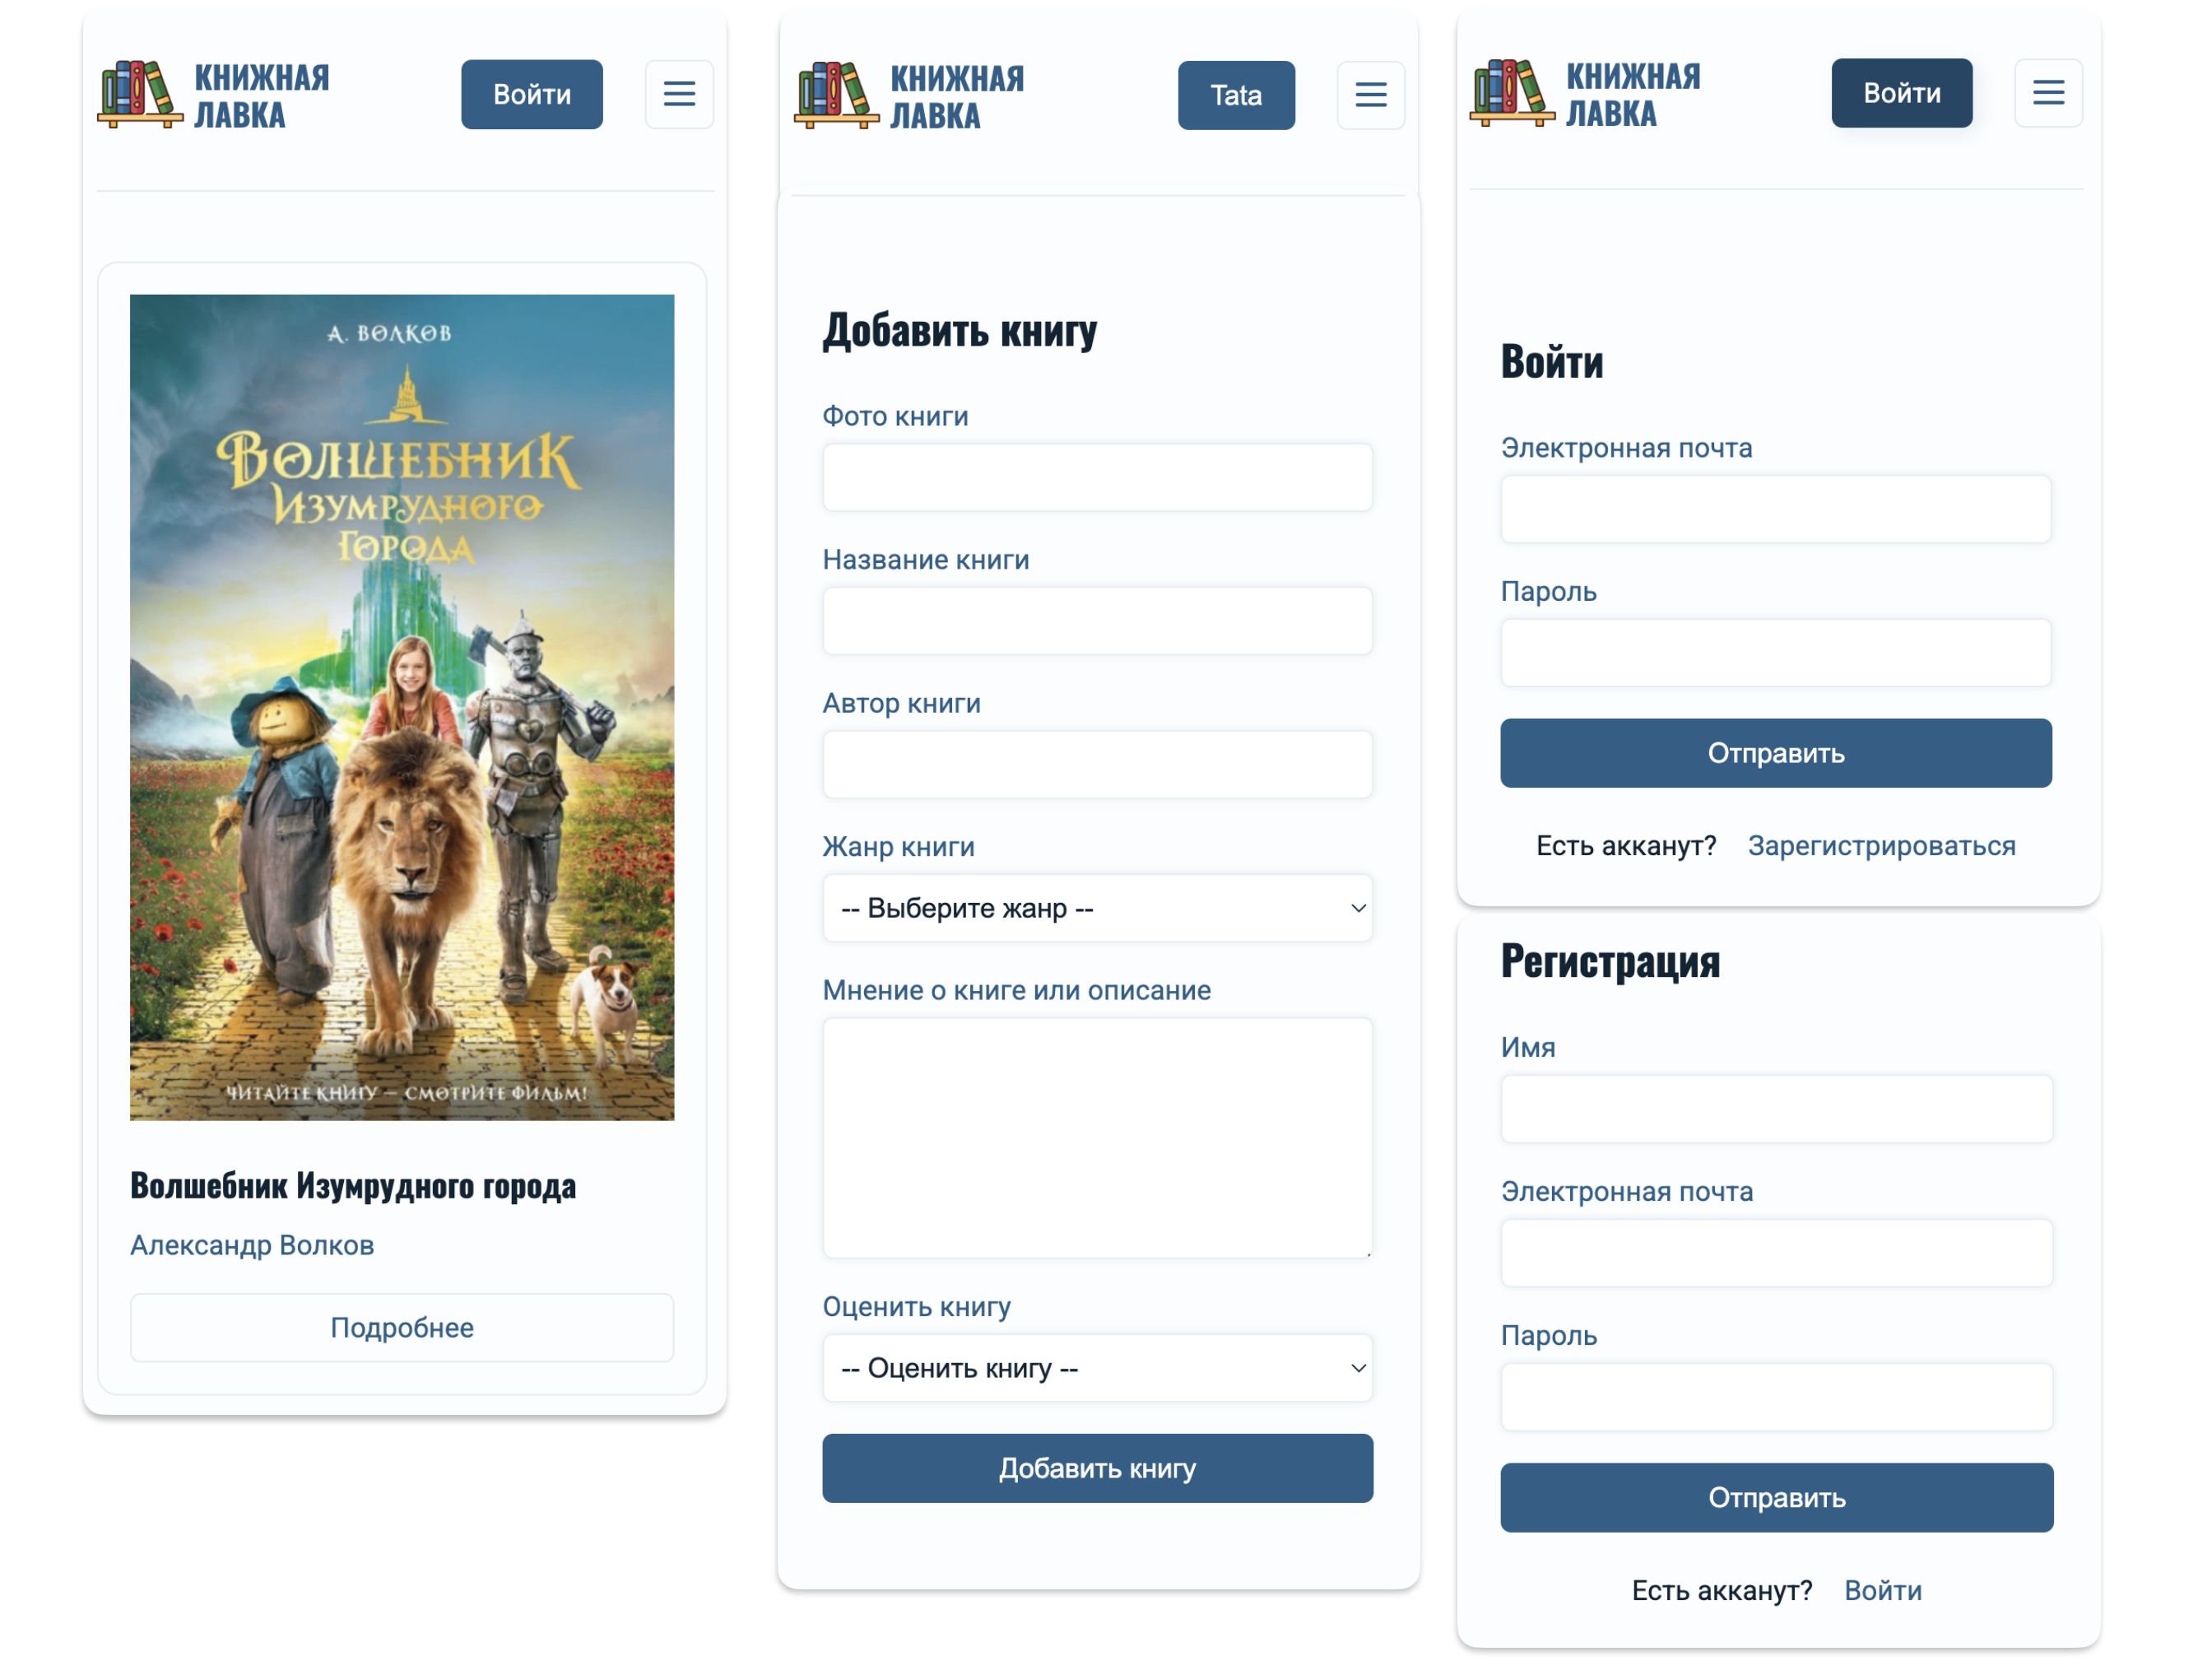 КНИЖНАЯ
ЛАВКА
Войти
А. ВОЛКОВ
ВОЛШЕБНИК
ИЗУМРУДНОГО
ГОРОДА
ЧИТАЙТЕ КНИГУ – СМОТРИТЕ ФИЛЬМ!
Волшебник Изумрудного города
Александр Волков
Подробнее
КНИЖНАЯ
ЛАВКА
Tata
Добавить книгу
Фото книги
Название книги
Автор книги
Жанр книги
-- Выберите жанр --
Мнение о книге или описание
Оценить книгу
-- Оценить книгу --
Добавить книгу
КНИЖНАЯ
ЛАВКА
Войти
Войти
Электронная почта
Пароль
Отправить
Есть акканут? Зарегистрироваться
Регистрация
Имя
Электронная почта
Пароль
Отправить
Есть акканут? Войти